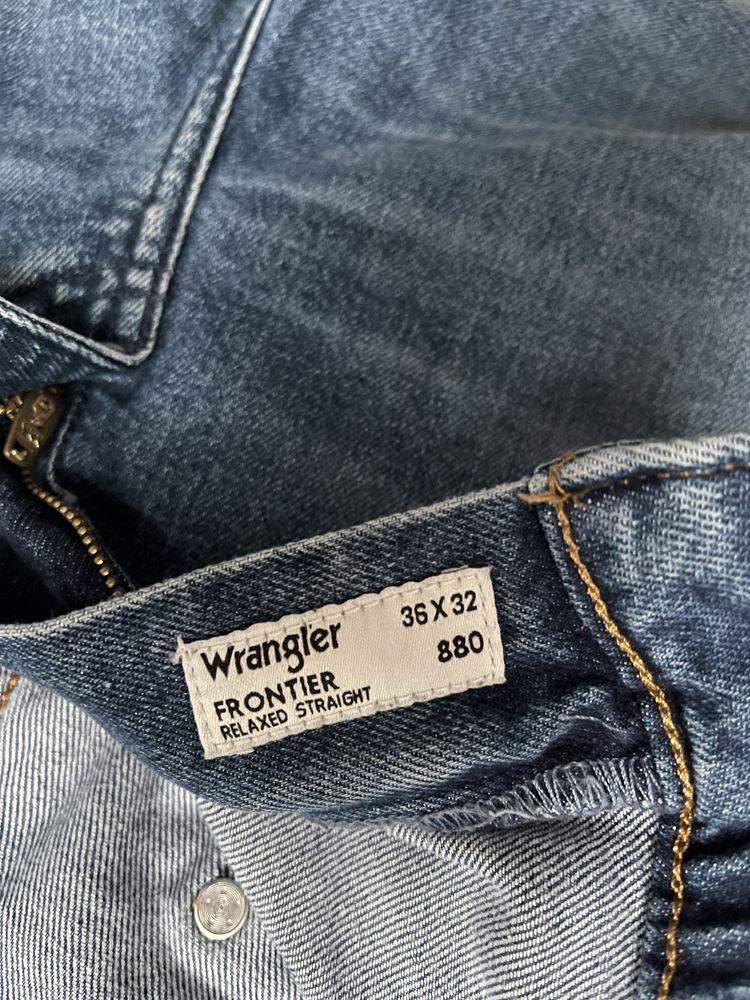 Wrangler 36 X 32
FRONTIER 880
RELAXED STRAIGHT